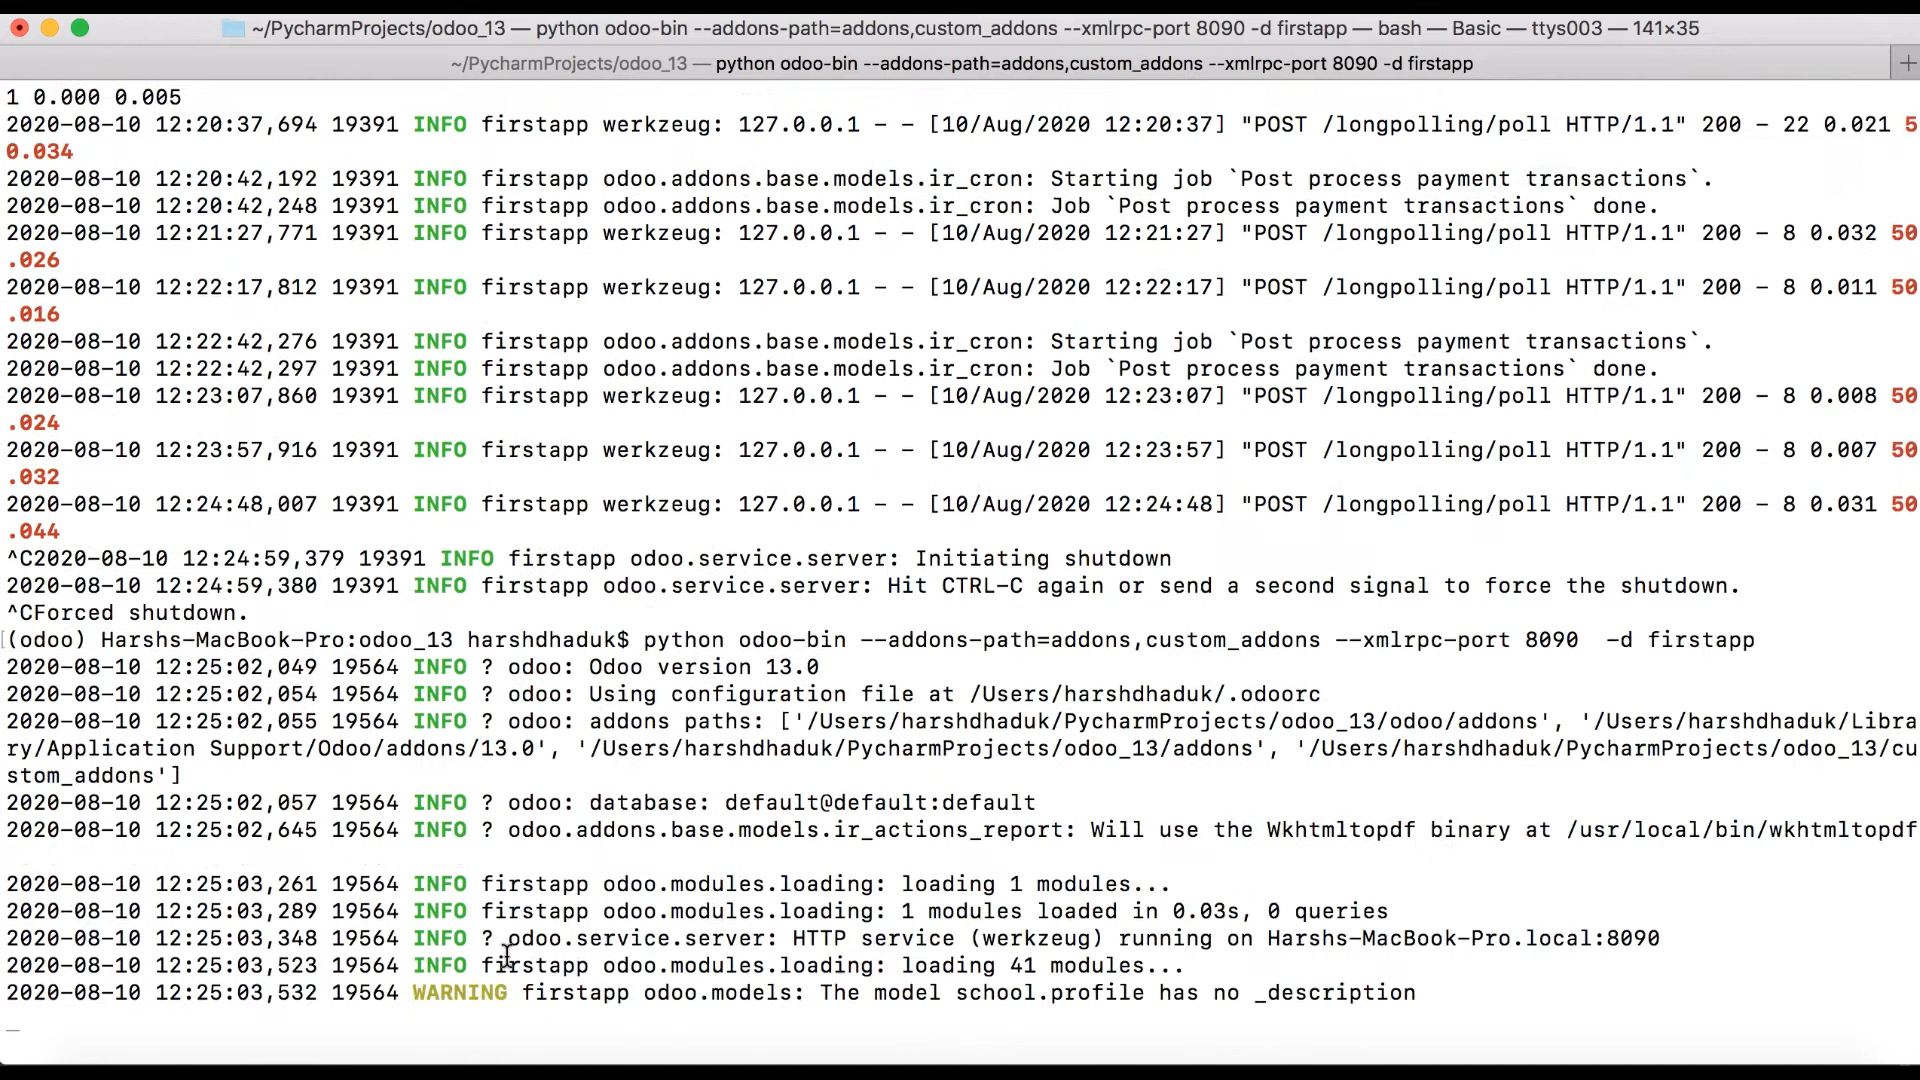 ~/PycharmProjects/odoo_13 — python odoo-bin --addons-path=addons,custom_addons --xmlrpc-port 8090 -d firstapp — bash — Basic — ttys003 — 141×35
~/PycharmProjects/odoo_13 — python odoo-bin --addons-path=addons,custom_addons --xmlrpc-port 8090 -d firstapp
1 0.000 0.005
2020-08-10 12:20:37,694 19391 INFO firstapp werkzeug: 127.0.0.1 - - [10/Aug/2020 12:20:37] "POST /longpolling/poll HTTP/1.1" 200 - 22 0.021 5
0.034
2020-08-10 12:20:42,192 19391 INFO firstapp odoo.addons.base.models.ir_cron: Starting job `Post process payment transactions`.
2020-08-10 12:20:42,248 19391 INFO firstapp odoo.addons.base.models.ir_cron: Job `Post process payment transactions` done.
2020-08-10 12:21:27,771 19391 INFO firstapp werkzeug: 127.0.0.1 - - [10/Aug/2020 12:21:27] "POST /longpolling/poll HTTP/1.1" 200 - 8 0.032 50
.026
2020-08-10 12:22:17,812 19391 INFO firstapp werkzeug: 127.0.0.1 - - [10/Aug/2020 12:22:17] "POST /longpolling/poll HTTP/1.1" 200 - 8 0.011 50
.016
2020-08-10 12:22:42,276 19391 INFO firstapp odoo.addons.base.models.ir_cron: Starting job `Post process payment transactions`.
2020-08-10 12:22:42,297 19391 INFO firstapp odoo.addons.base.models.ir_cron: Job `Post process payment transactions` done.
2020-08-10 12:23:07,860 19391 INFO firstapp werkzeug: 127.0.0.1 - - [10/Aug/2020 12:23:07] "POST /longpolling/poll HTTP/1.1" 200 - 8 0.008 50
.024
2020-08-10 12:23:57,916 19391 INFO firstapp werkzeug: 127.0.0.1 - - [10/Aug/2020 12:23:57] "POST /longpolling/poll HTTP/1.1" 200 - 8 0.007 50
.032
2020-08-10 12:24:48,007 19391 INFO firstapp werkzeug: 127.0.0.1 - - [10/Aug/2020 12:24:48] "POST /longpolling/poll HTTP/1.1" 200 - 8 0.031 50
.044
^C2020-08-10 12:24:59,379 19391 INFO firstapp odoo.service.server: Initiating shutdown
2020-08-10 12:24:59,380 19391 INFO firstapp odoo.service.server: Hit CTRL-C again or send a second signal to force the shutdown.
^CForced shutdown.
(odoo) Harshs-MacBook-Pro:odoo_13 harshdhaduk$ python odoo-bin --addons-path=addons,custom_addons --xmlrpc-port 8090  -d firstapp
2020-08-10 12:25:02,049 19564 INFO ? odoo: Odoo version 13.0
2020-08-10 12:25:02,054 19564 INFO ? odoo: Using configuration file at /Users/harshdhaduk/.odoorc
2020-08-10 12:25:02,055 19564 INFO ? odoo: addons paths: ['/Users/harshdhaduk/PycharmProjects/odoo_13/odoo/addons', '/Users/harshdhaduk/Libra
ry/Application Support/Odoo/addons/13.0', '/Users/harshdhaduk/PycharmProjects/odoo_13/addons', '/Users/harshdhaduk/PycharmProjects/odoo_13/cu
stom_addons']
2020-08-10 12:25:02,057 19564 INFO ? odoo: database: default@default:default
2020-08-10 12:25:02,645 19564 INFO ? odoo.addons.base.models.ir_actions_report: Will use the Wkhtmltopdf binary at /usr/local/bin/wkhtmltopdf
2020-08-10 12:25:03,261 19564 INFO firstapp odoo.modules.loading: loading 1 modules...
2020-08-10 12:25:03,289 19564 INFO firstapp odoo.modules.loading: 1 modules loaded in 0.03s, 0 queries
2020-08-10 12:25:03,348 19564 INFO ? odoo.service.server: HTTP service (werkzeug) running on Harshs-MacBook-Pro.local:8090
2020-08-10 12:25:03,523 19564 INFO firstapp odoo.modules.loading: loading 41 modules...
2020-08-10 12:25:03,532 19564 WARNING firstapp odoo.models: The model school.profile has no _description